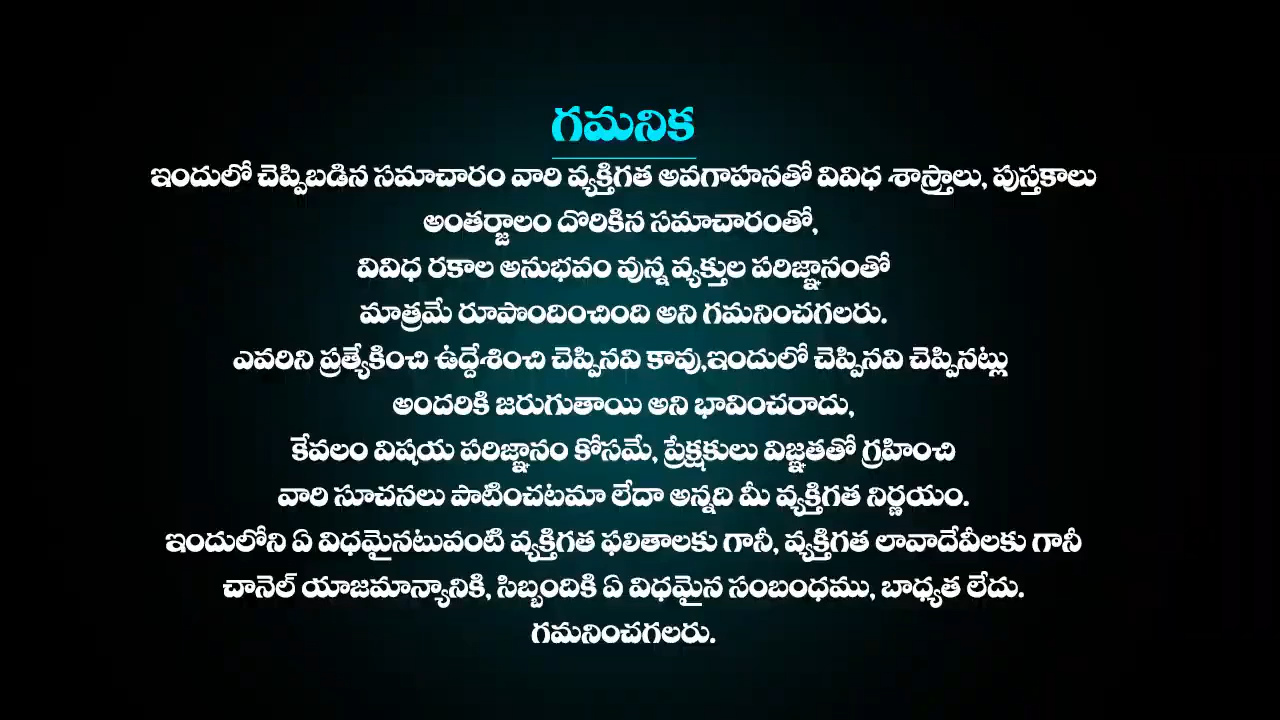 గమనిక
ఇందులో చెప్పిబడిన సమాచారం వారి వ్యక్తిగత అవగాహనతో వివిధ శాస్త్రాలు, పుస్తకాలు
అంతర్జాలం దొరికిన సమాచారంతో,
వివిధ రకాల అనుభవం వున్న వ్యక్తుల పరిజ్ఞానంతో
మాత్రమే రూపొందించింది అని గమనించగలరు.
ఎవరిని ప్రత్యేకించి ఉద్దేశించి చెప్పినవి కావు,ఇందులో చెప్పినవి చెప్పినట్లు
అందరికి జరుగుతాయి అని భావించరాదు,
కేవలం విషయ పరిజ్ఞానం కోసమే, ప్రేక్షకులు విజ్ఞతతో గ్రహించి
వారి సూచనలు పాటించటమా లేదా అన్నది మీ వ్యక్తిగత నిర్ణయం.
ఇందులోని ఏ విధమైనటువంటి వ్యక్తిగత ఫలితాలకు గానీ, వ్యక్తిగత లావాదేవీలకు గానీ
చానెల్ యాజమాన్యానికి, సిబ్బందికి ఏ విధమైన సంబంధము, బాధ్యత లేదు.
గమనించగలరు.